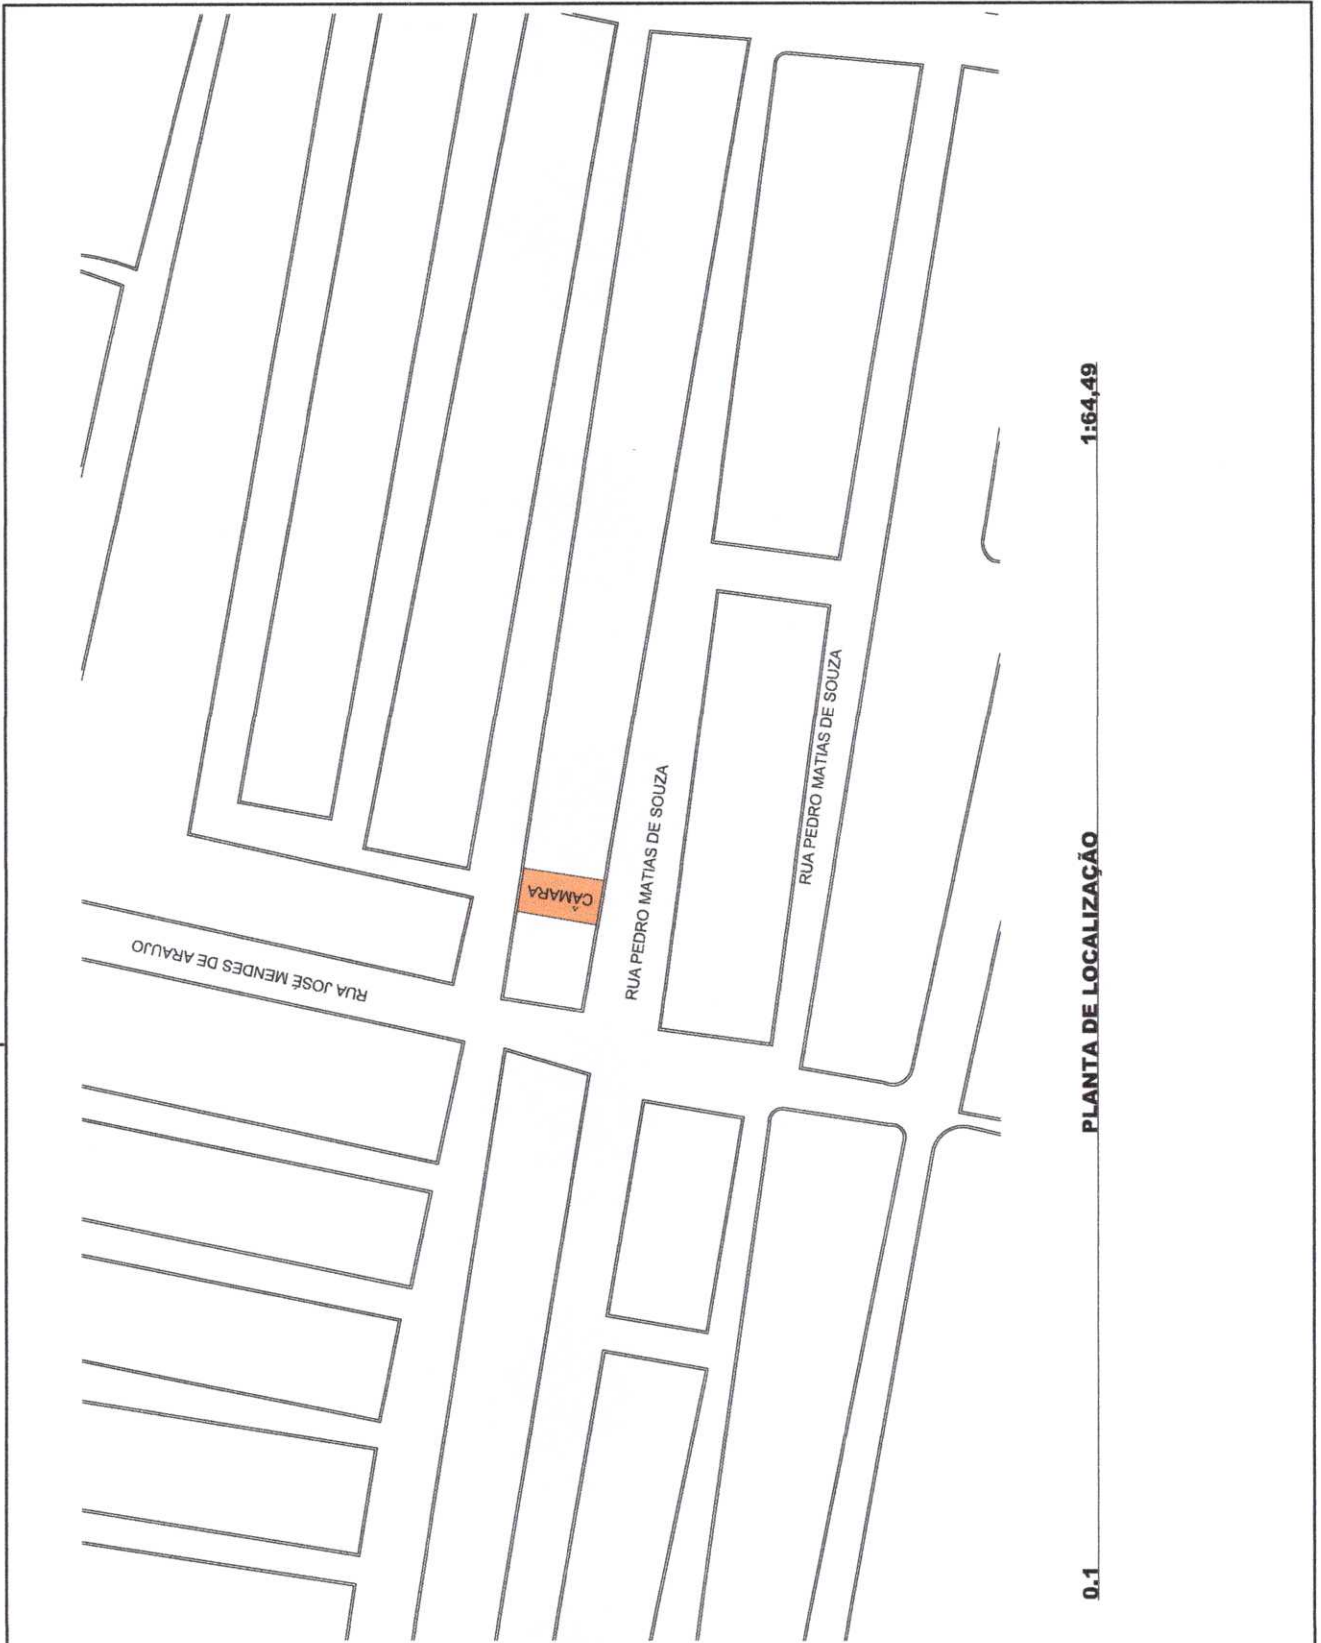 RUA JOSÉ MENDES DE ARAUJO
CÂMARA
RUA PEDRO MATIAS DE SOUZA
RUA PEDRO MATIAS DE SOUZA
0.1
PLANTA DE LOCALIZAÇÃO
1:64,49